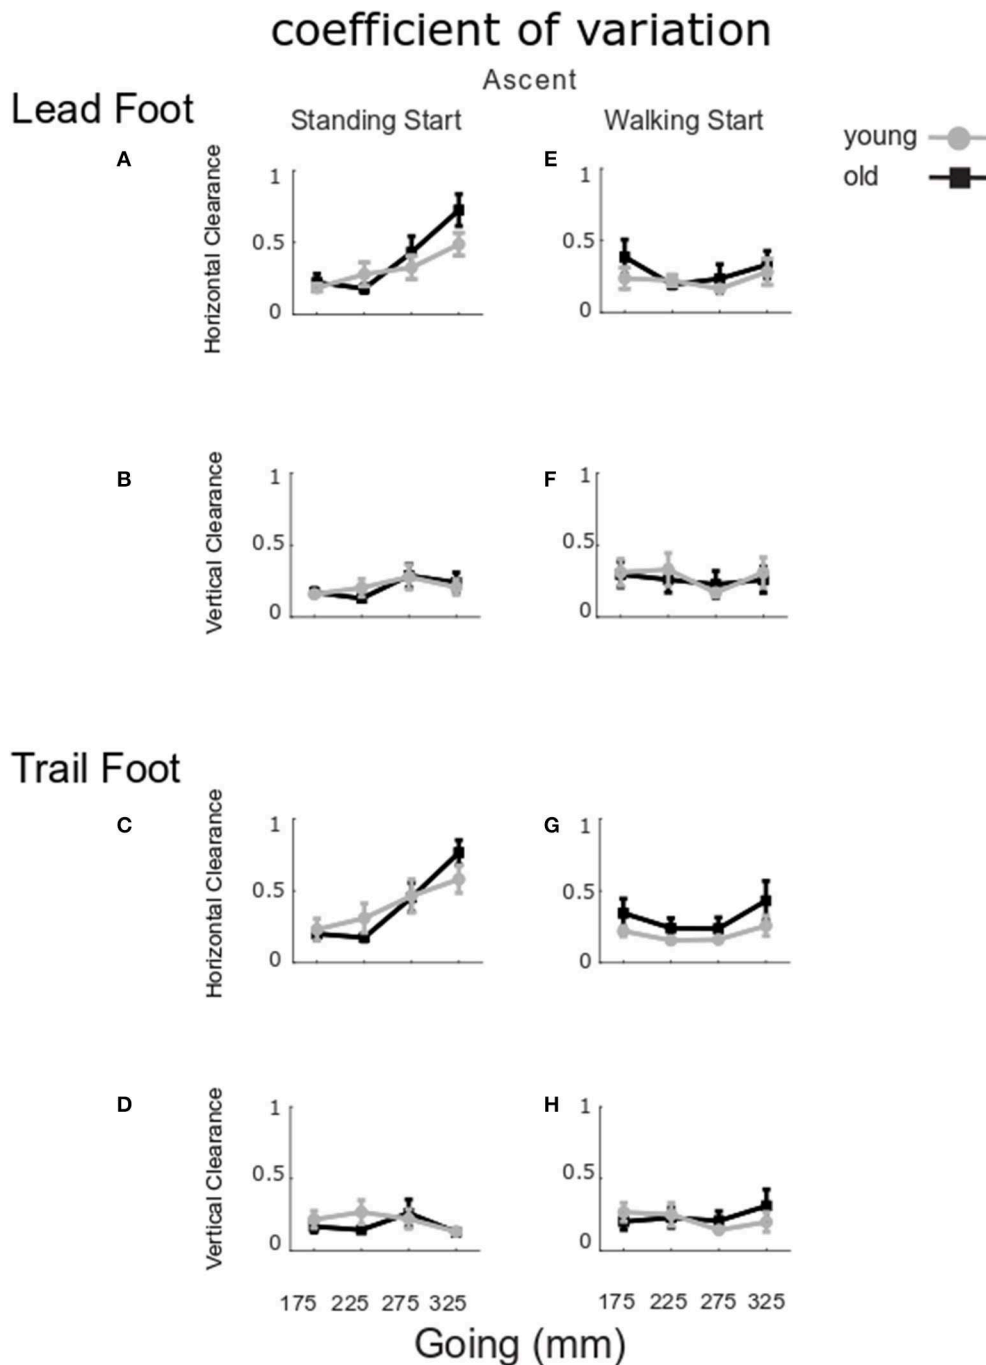 coefficient of variation
Ascent
Lead Foot
Standing Start
Walking Start
young
old
A
Horizontal Clearance
1
0.5
0
E
1
0.5
0
B
Vertical Clearance
1
0.5
0
F
1
0.5
0
Trail Foot
C
Horizontal Clearance
1
0.5
0
G
1
0.5
0
D
Vertical Clearance
1
0.5
0
H
1
0.5
0
175 225 275 325
175 225 275 325
Going (mm)